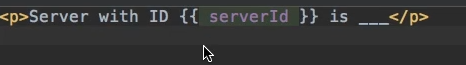 <p>Server with ID {{ serverId }} is ___</p>